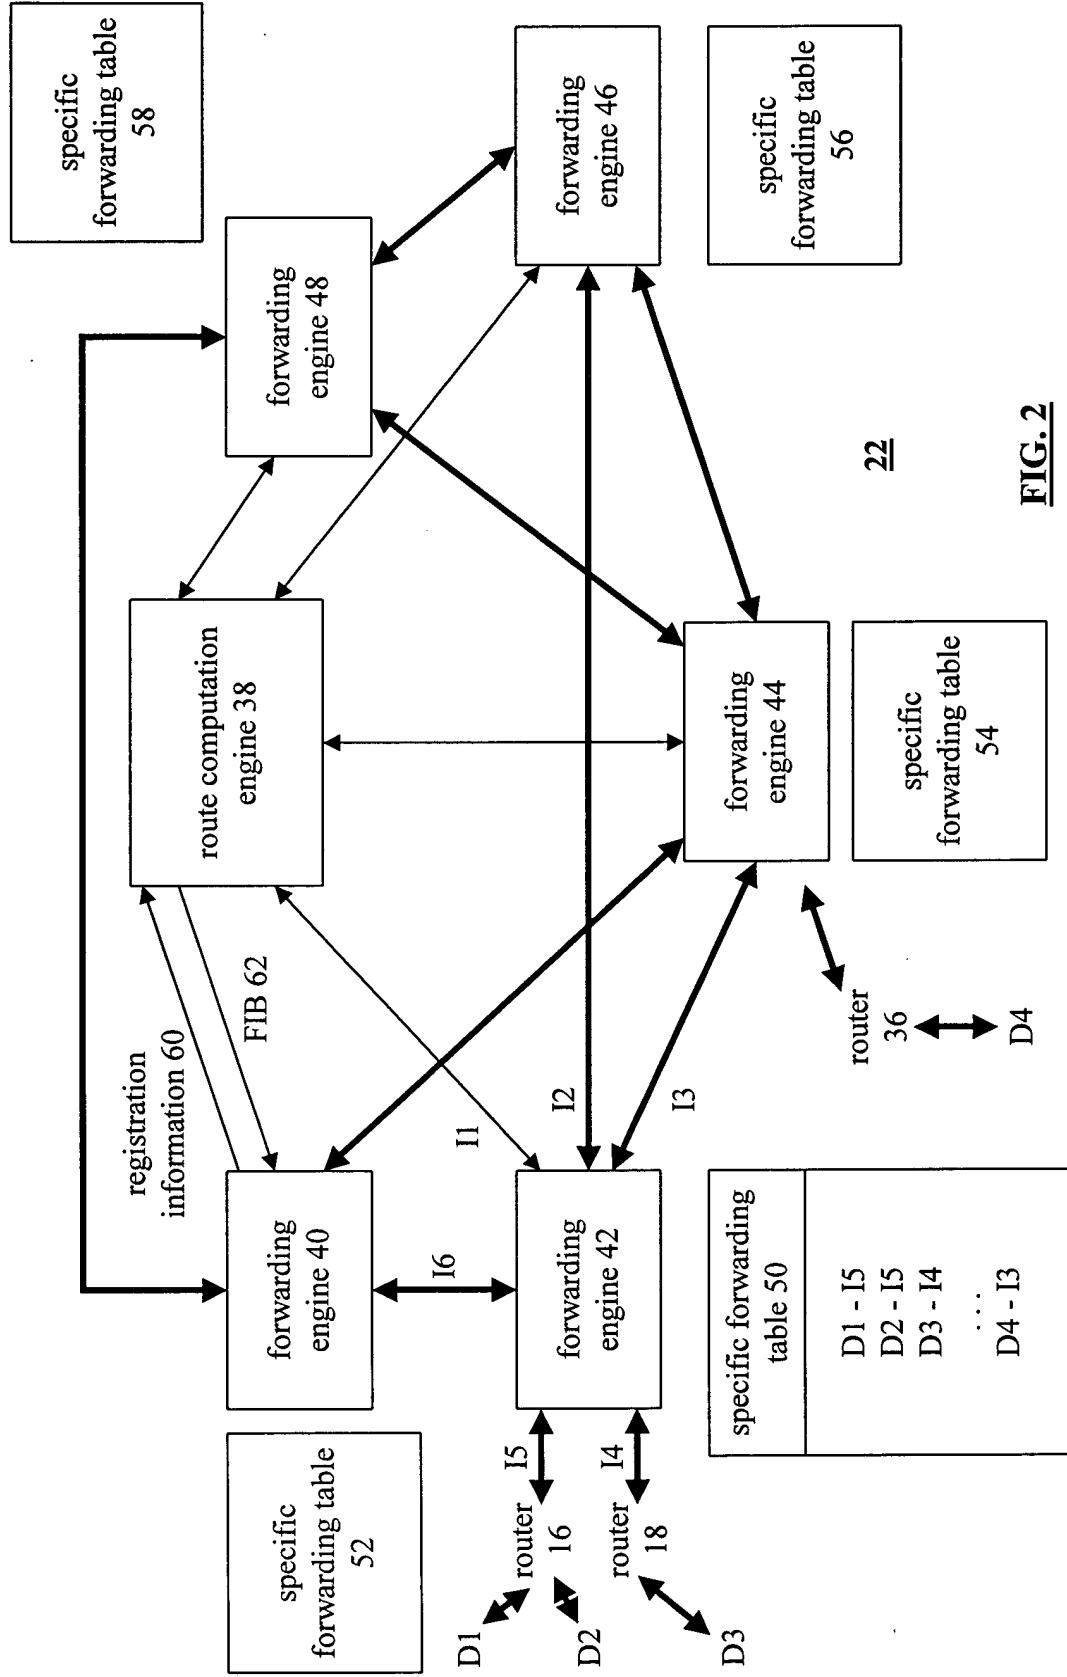 specific
forwarding table
58
forwarding
engine 48
forwarding
engine 46
specific
forwarding table
56
route computation
engine 38
registration
information 60
FIB 62
forwarding
engine 40
forwarding
engine 42
forwarding
engine 44
specific
forwarding table
54
specific
forwarding table
52
I1
I2
I3
I6
I5
I4
router
16
router
18
D1
D2
D3
router
36
D4
specific forwarding
table 50
D1 - I5
D2 - I5
D3 - I4
...
D4 - I3
22
FIG. 2